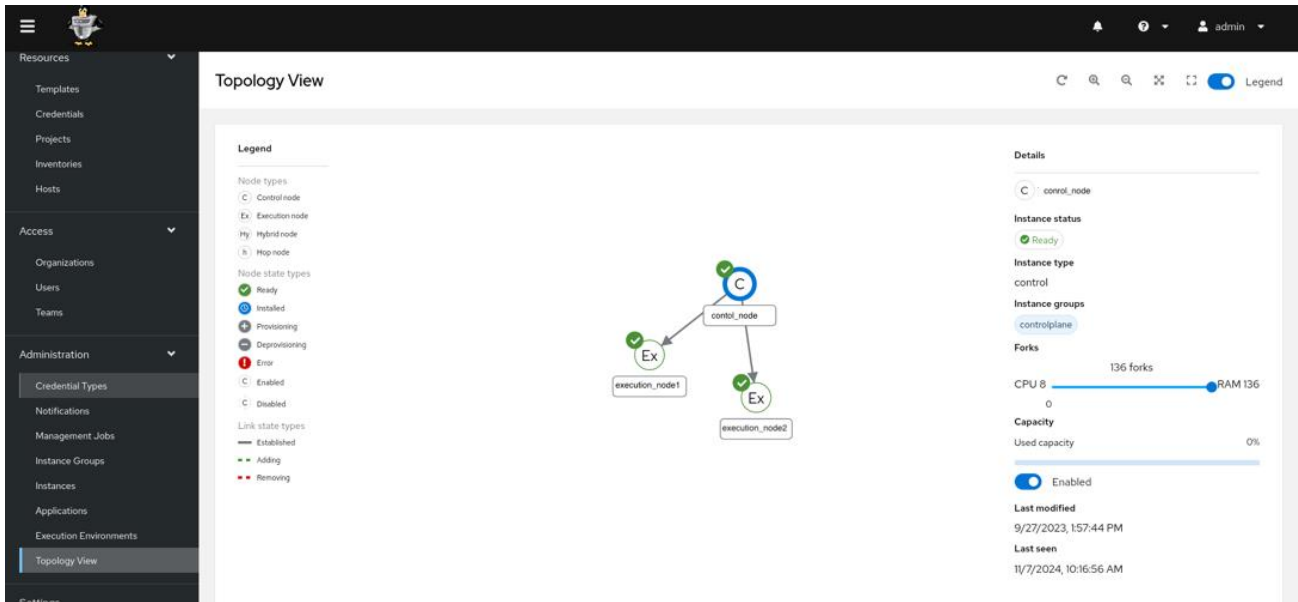 admin
Resources
Templates
Credentials
Projects
Inventories
Hosts
Access
Organizations
Users
Teams
Administration
Credential Types
Notifications
Management Jobs
Instance Groups
Instances
Applications
Execution Environments
Topology View
Settings
Topology View
Legend
Legend
Node types
C Control node
Ex Execution node
Hy Hybrid node
h Hop node
Node state types
Ready
Installed
Provisioning
Deprovisioning
Error
C Enabled
C Disabled
Link state types
Established
Adding
Removing
C
contol_node
Ex
execution_node1
Ex
execution_node2
Details
C conrol_node
Instance status
Ready
Instance type
control
Instance groups
controlplane
Forks
136 forks
CPU 8 RAM 136
0
Capacity
Used capacity 0%
Enabled
Last modified
9/27/2023, 1:57:44 PM
Last seen
11/7/2024, 10:16:56 AM